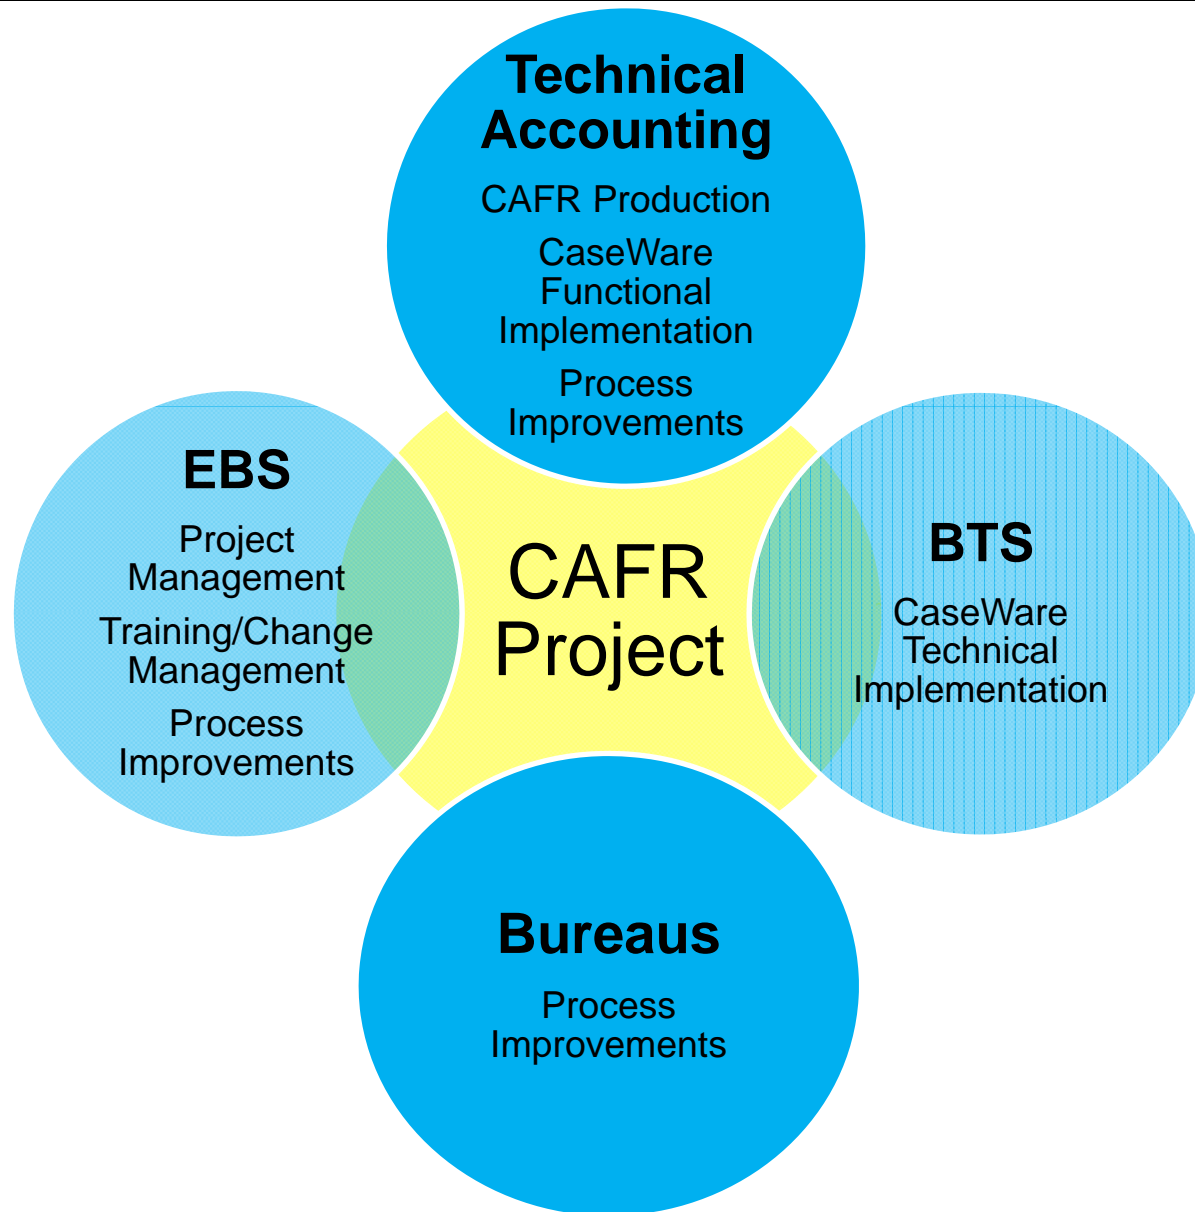 Technical
Accounting
CAFR Production
CaseWare
Functional
Implementation
Process
Improvements
EBS
Project
Management
Training/Change
Management
Process
Improvements
CAFR
Project
BTS
CaseWare
Technical
Implementation
Bureaus
Process
Improvements